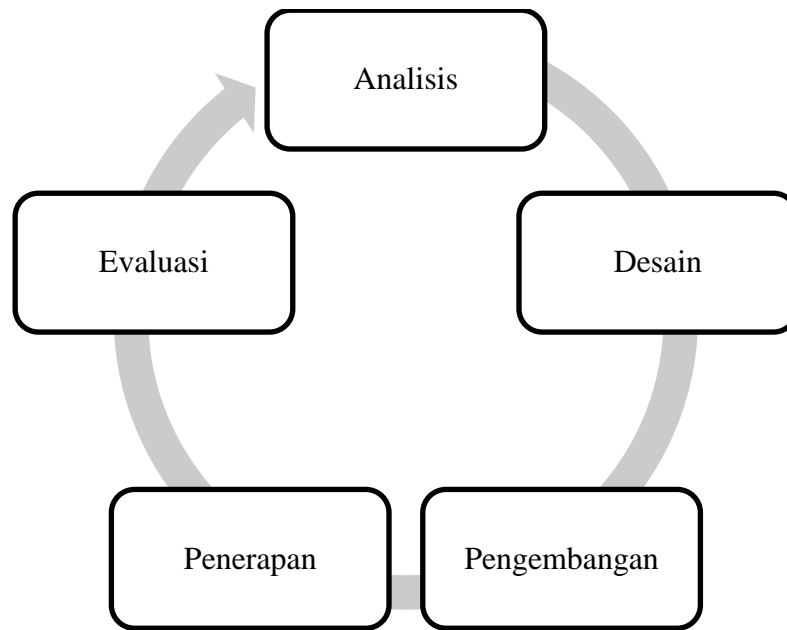 Analisis
Desain
Pengembangan
Penerapan
Evaluasi